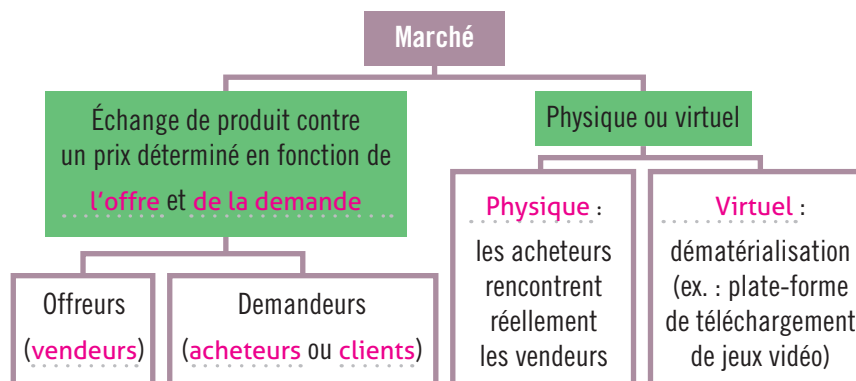 Marché
Échange de produit contre
un prix déterminé en fonction de
l'offre et de la demande
Offreurs
(vendeurs)
Demandeurs
(acheteurs ou clients)
Physique ou virtuel
Physique :
les acheteurs
rencontrent
réellement
les vendeurs
Virtuel :
dématérialisation
(ex. : plate-forme
de téléchargement
de jeux vidéo)